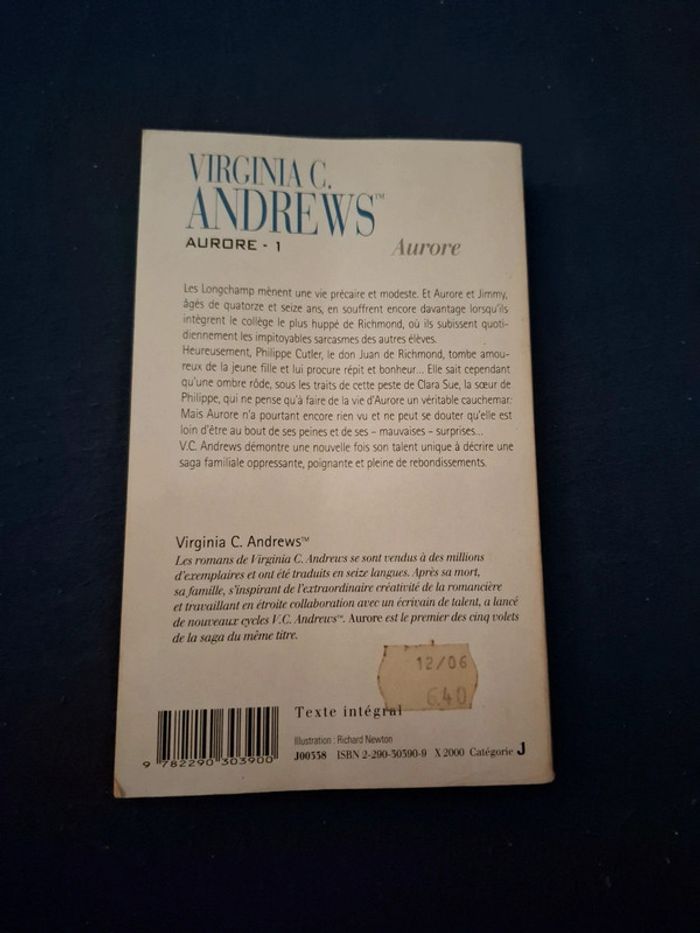 VIRGINIA C.
ANDREWS™
AURORE - 1
Aurore
Les Longchamp mènent une vie précaire et modeste. Et Aurore et Jimmy,
âgés de quatorze et seize ans, en souffrent encore davantage lorsqu'ils
intègrent le collège le plus huppé de Richmond, où ils subissent quoti-
diennement les impitoyables sarcasmes des autres élèves.
Heureusement, Philippe Cutler, le don Juan de Richmond, tombe amou-
reux de la jeune fille et lui procure répit et bonheur... Elle sait cependant
qu'une ombre rôde, sous les traits de cette peste de Clara Sue, la sœur de
Philippe, qui ne pense qu'à faire de la vie d'Aurore un véritable cauchemar.
Mais Aurore n'a pourtant encore rien vu et ne peut se douter qu'elle est
loin d'être au bout de ses peines et de ses – mauvaises – surprises...
V.C. Andrews démontre une nouvelle fois son talent unique à décrire une
saga familiale oppressante, poignante et pleine de rebondissements.
Virginia C. Andrews™
Les romans de Virginia C. Andrews se sont vendus à des millions
d'exemplaires et ont été traduits en seize langues. Après sa mort,
sa famille, s'inspirant de l'extraordinaire créativité de la romancière
et travaillant en étroite collaboration avec un écrivain de talent, a lancé
de nouveaux cycles V.C. Andrews™. Aurore est le premier des cinq volets
de la saga du même titre.
12/06
6.40
Texte intégral
Illustration : Richard Newton
J00538 ISBN 2-290-30390-9 X 2000 Catégorie J
9 782290 303900